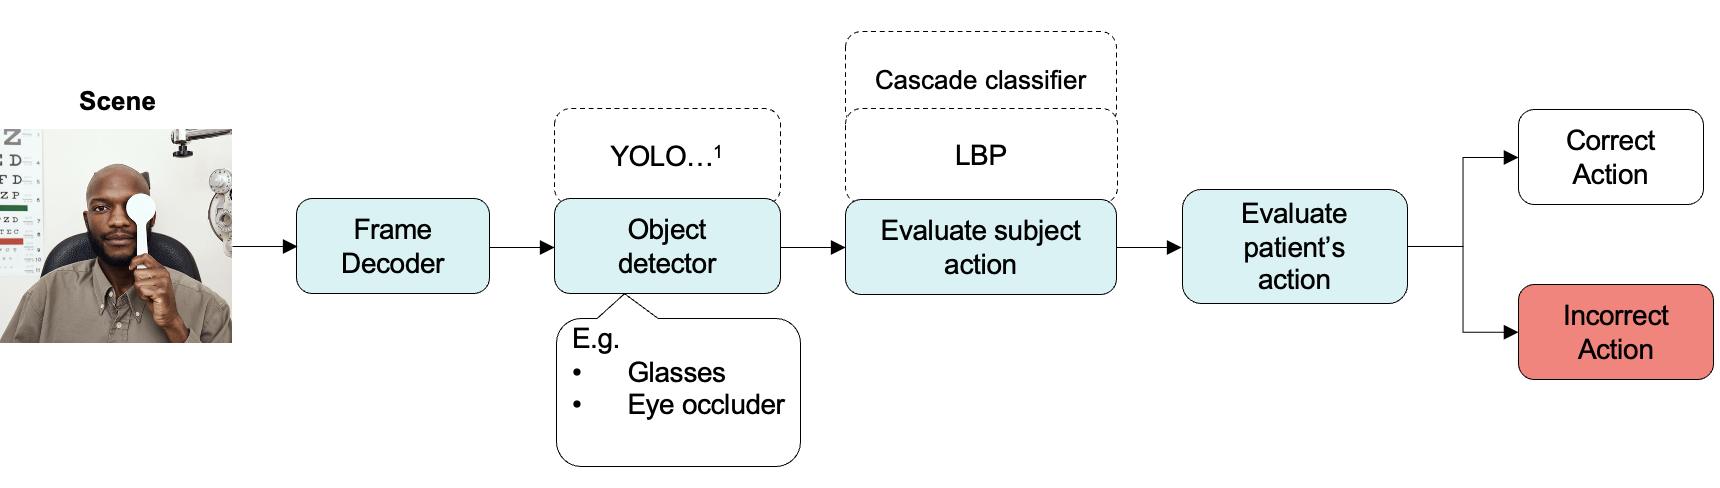 Scene
Z
E D
F D
Z P
P Z D
T E C
Frame
Decoder
YOLO…¹
Object
detector
E.g.
• Glasses
• Eye occluder
Cascade classifier
LBP
Evaluate subject
action
Evaluate
patient’s
action
Correct
Action
Incorrect
Action